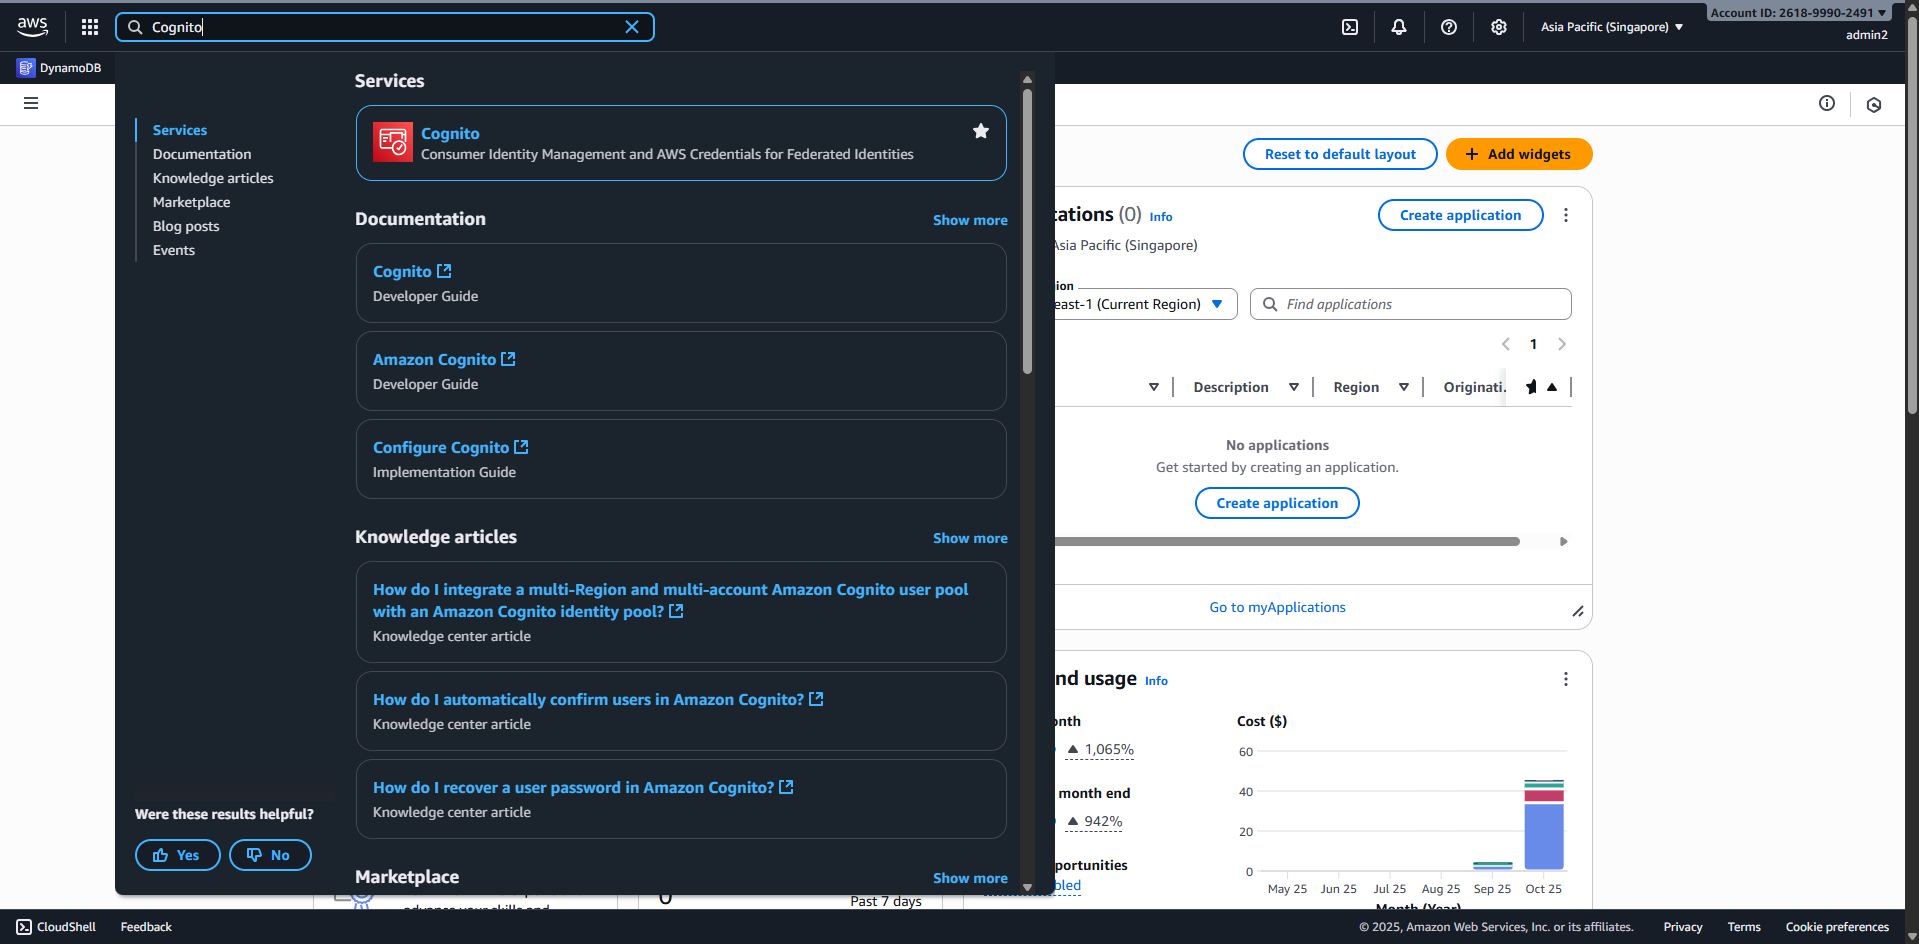 aws
Cognito
Asia Pacific (Singapore)
Account ID: 2618-9990-2491
admin2
DynamoDB
Services
Documentation
Knowledge articles
Marketplace
Blog posts
Events
Were these results helpful?
Yes
No
Services
Cognito
Consumer Identity Management and AWS Credentials for Federated Identities
Documentation
Show more
Cognito
Developer Guide
Amazon Cognito
Developer Guide
Configure Cognito
Implementation Guide
Knowledge articles
Show more
How do I integrate a multi-Region and multi-account Amazon Cognito user pool
with an Amazon Cognito identity pool?
Knowledge center article
How do I automatically confirm users in Amazon Cognito?
Knowledge center article
How do I recover a user password in Amazon Cognito?
Knowledge center article
Marketplace
Show more
Reset to default layout
+ Add widgets
cations (0) Info
Create application
Asia Pacific (Singapore)
ion
east-1 (Current Region)
Find applications
1
Description
Region
Originati.
No applications
Get started by creating an application.
Create application
Go to myApplications
nd usage Info
onth
1,065%
month end
942%
portunities
bled
Cost ($)
60
40
20
0
May 25 Jun 25 Jul 25 Aug 25 Sep 25 Oct 25
Month (Year)
0
Past 7 days
CloudShell
Feedback
© 2025, Amazon Web Services, Inc. or its affiliates.
Privacy
Terms
Cookie preferences